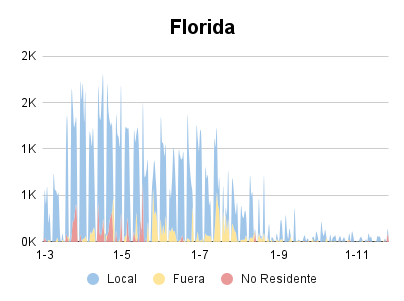 Florida
2K
2K
1K
1K
0K
1-3 1-5 1-7 1-9 1-11
Local Fuera No Residente